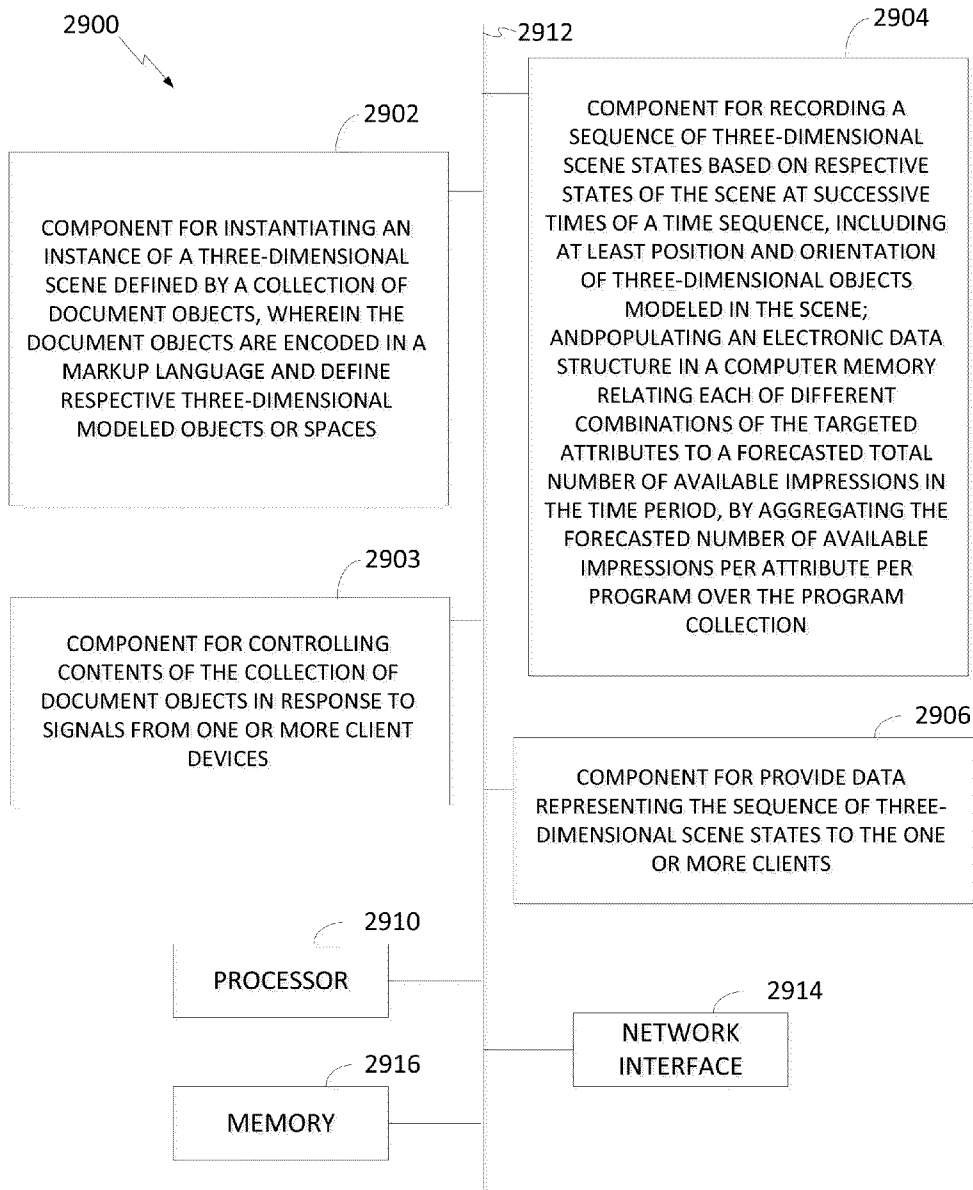 2900
2912
2904
COMPONENT FOR RECORDING A
SEQUENCE OF THREE-DIMENSIONAL
SCENE STATES BASED ON RESPECTIVE
STATES OF THE SCENE AT SUCCESSIVE
TIMES OF A TIME SEQUENCE, INCLUDING
AT LEAST POSITION AND ORIENTATION
OF THREE-DIMENSIONAL OBJECTS
MODELED IN THE SCENE;
ANDPOPULATING AN ELECTRONIC DATA
STRUCTURE IN A COMPUTER MEMORY
RELATING EACH OF DIFFERENT
COMBINATIONS OF THE TARGETED
ATTRIBUTES TO A FORECASTED TOTAL
NUMBER OF AVAILABLE IMPRESSIONS IN
THE TIME PERIOD, BY AGGREGATING THE
FORECASTED NUMBER OF AVAILABLE
IMPRESSIONS PER ATTRIBUTE PER
PROGRAM OVER THE PROGRAM
COLLECTION
2902
COMPONENT FOR INSTANTIATING AN
INSTANCE OF A THREE-DIMENSIONAL
SCENE DEFINED BY A COLLECTION OF
DOCUMENT OBJECTS, WHEREIN THE
DOCUMENT OBJECTS ARE ENCODED IN A
MARKUP LANGUAGE AND DEFINE
RESPECTIVE THREE-DIMENSIONAL
MODELED OBJECTS OR SPACES
2903
COMPONENT FOR CONTROLLING
CONTENTS OF THE COLLECTION OF
DOCUMENT OBJECTS IN RESPONSE TO
SIGNALS FROM ONE OR MORE CLIENT
DEVICES
2906
COMPONENT FOR PROVIDE DATA
REPRESENTING THE SEQUENCE OF THREE-
DIMENSIONAL SCENE STATES TO THE ONE
OR MORE CLIENTS
2910
PROCESSOR
2914
NETWORK
INTERFACE
2916
MEMORY